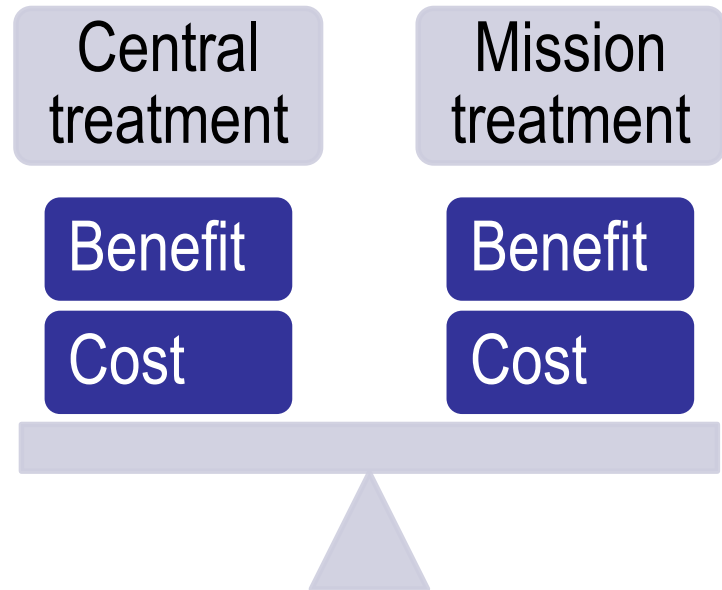 Central
treatment
Mission
treatment
Benefit
Cost
Benefit
Cost